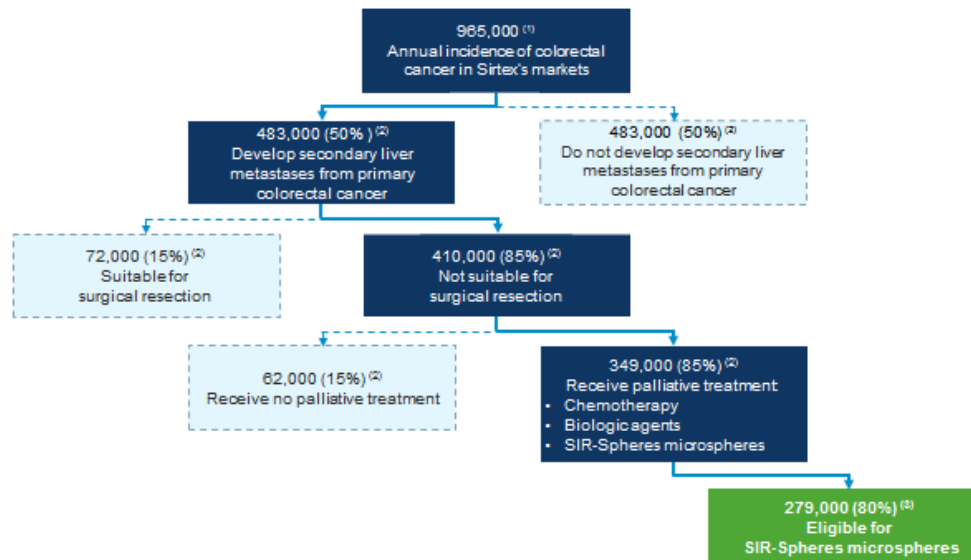 965,000 (1)
Annual incidence of colorectal
cancer in Sirtex's markets
483,000 (50% ) (2)
Develop secondary liver
metastases from primary
colorectal cancer
483,000 (50%) (2)
Do not develop secondary liver
metastases from primary
colorectal cancer
72,000 (15%) (2)
Suitable for
surgical resection
410,000 (85%) (2)
Not suitable for
surgical resection
62,000 (15%) (2)
Receive no palliative treatment
349,000 (85%) (2)
Receive palliative treatment:
• Chemotherapy
• Biologic agents
• SIR-Spheres microspheres
279,000 (80%) (3)
Eligible for
SIR-Spheres microspheres